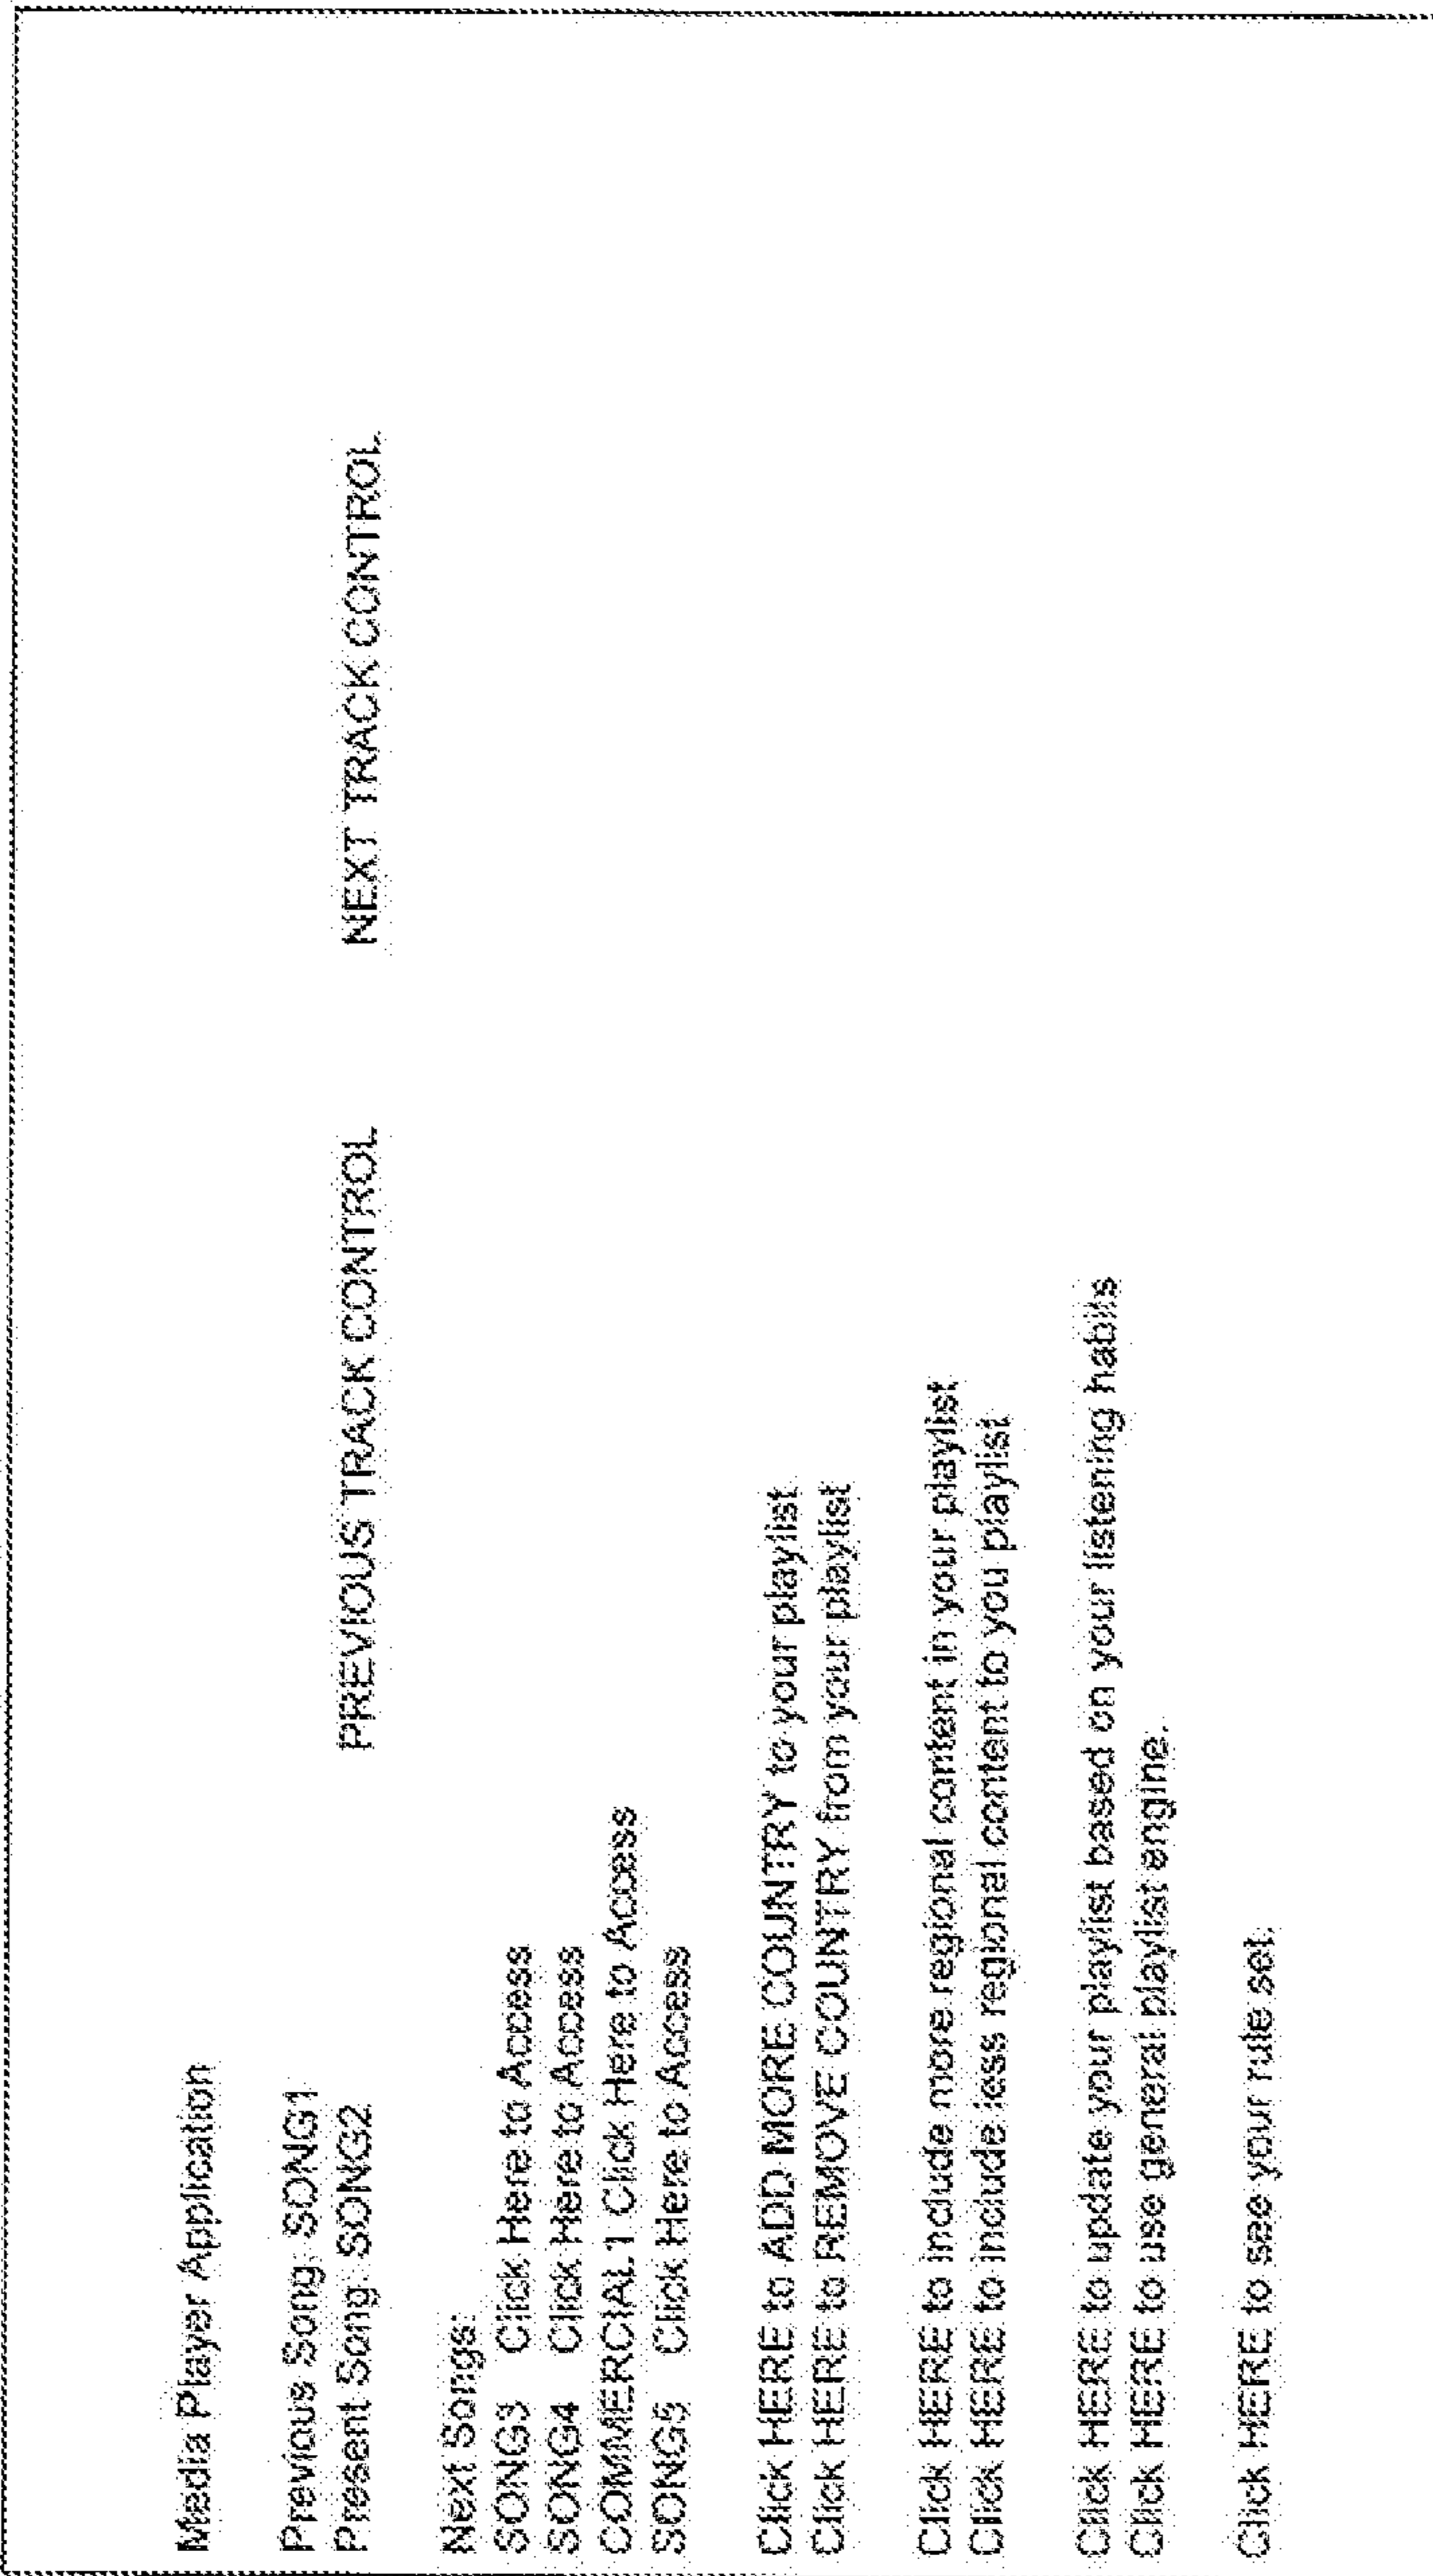 Media Player Application
Previous Song: SONG1
Present Song: SONG2 PREVIOUS TRACK CONTROL NEXT TRACK CONTROL
Next Songs:
SONG3 Click Here to Access
SONG4 Click Here to Access
COMMERCIAL 1 Click Here to Access
SONG5 Click Here to Access
Click HERE to ADD MORE COUNTRY to your playlist
Click HERE to REMOVE COUNTRY from your playlist
Click HERE to include more regional content in your playlist
Click HERE to include less regional content to you playlist
Click HERE to update your playlist based on your listening habits
Click HERE to use general playlist engine.
Click HERE to see your rule set.